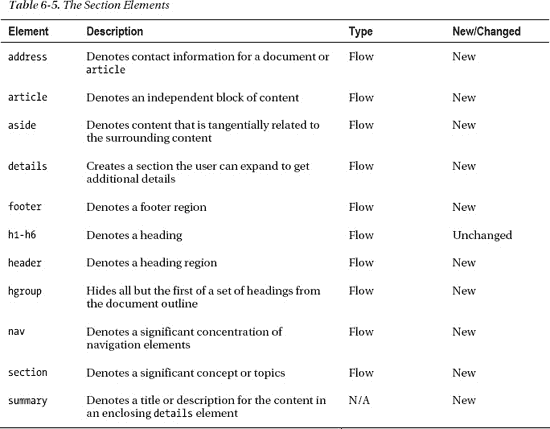 Table 6-5. The Section Elements
Element Description Type New/Changed
address Denotes contact information for a document or Flow New
article
article Denotes an independent block of content Flow New
aside Denotes content that is tangentially related to Flow New
the surrounding content
details Creates a section the user can expand to get Flow New
additional details
footer Denotes a footer region Flow New
h1-h6 Denotes a heading Flow Unchanged
header Denotes a heading region Flow New
hgroup Hides all but the first of a set of headings from Flow New
the document outline
nav Denotes a significant concentration of Flow New
navigation elements
section Denotes a significant concept or topics Flow New
summary Denotes a title or description for the content in N/A New
an enclosing details element